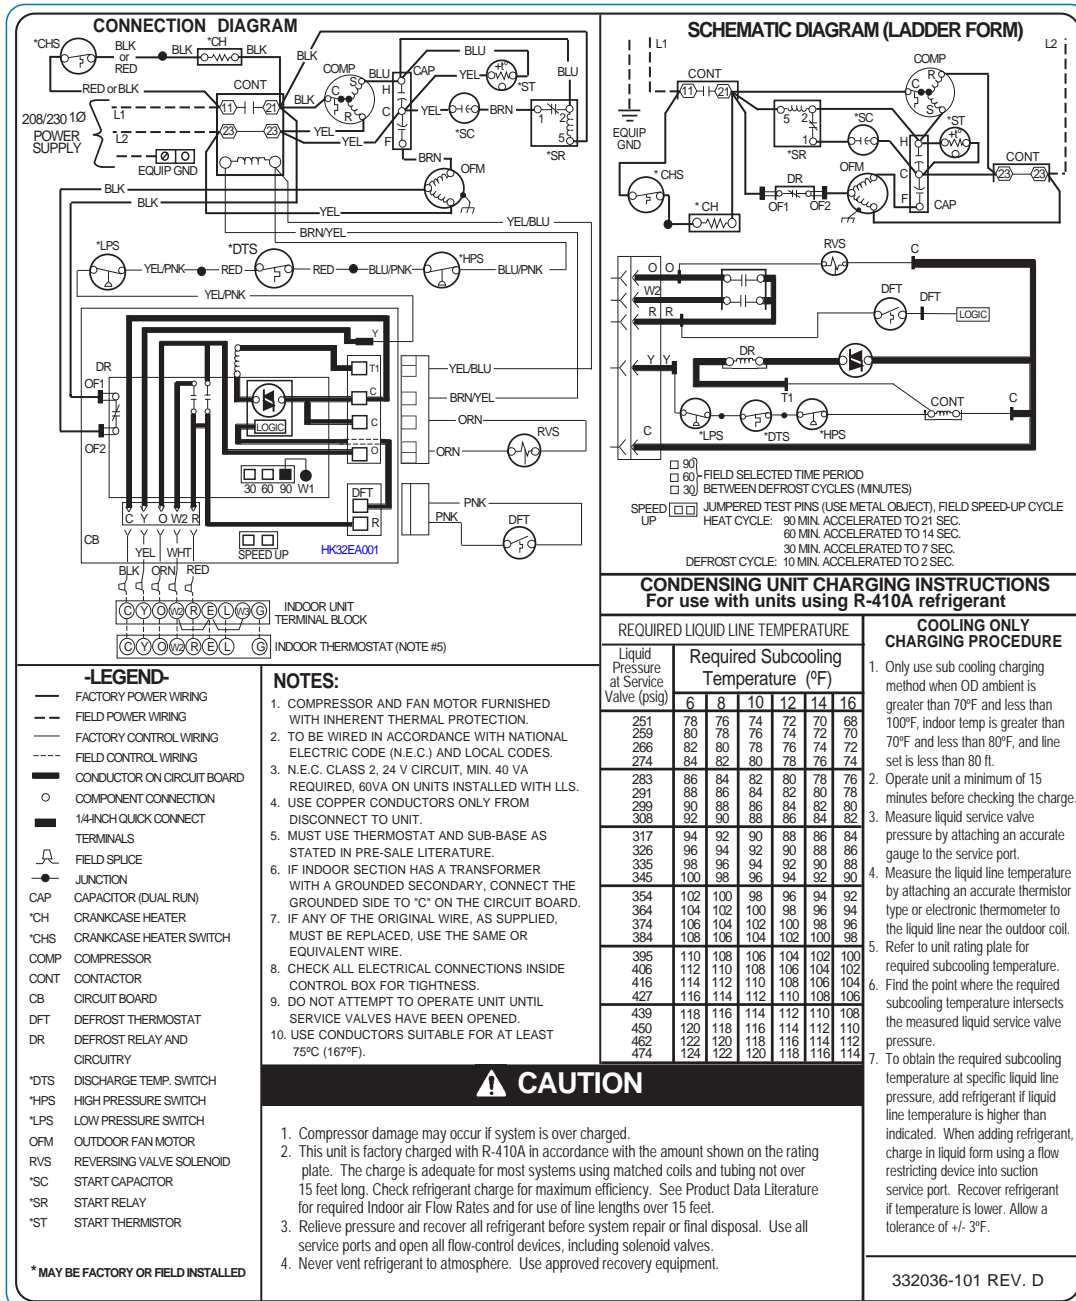 CONNECTION DIAGRAM
*CHS
BLK
or
RED
BLK
*CH
BLK
BLK
RED or BLK
CONT
11
21
BLK
L1
208/230 1Ø
POWER
SUPPLY
L2
23
23
YEL
YEL
EQUIP GND
COMP
C
S
R
BLU
H
C
F
CAP
BLU
YEL
+t°
*ST
BLU
YEL
*SC
BRN
1
2
5
*SR
BRN
OFM
BLK
BLK
YEL
BRN/YEL
YEL/BLU
*LPS
YEL/PNK
RED
*DTS
RED
BLU/PNK
*HPS
BLU/PNK
YEL/PNK
Y
DR
OF1
OF2
T1
C
C
O
LOGIC
YEL/BLU
BRN/YEL
ORN
ORN
RVS
30 60 90 W1
DFT
R
PNK
PNK
DFT
C Y O W2 R
CB
SPEED UP
HK32EA001
YEL
WHT
BLK
ORN
RED
C Y O W2 R E L W3 G
INDOOR UNIT
TERMINAL BLOCK
C Y O W2 R E L G
INDOOR THERMOSTAT (NOTE #5)
SCHEMATIC DIAGRAM (LADDER FORM)
L1
L2
CONT
11
21
COMP
R
C
S
EQUIP
GND
5
2
1
*SR
*SC
*ST
+t°
H
C
F
CAP
CONT
23
23
* CHS
DR
OF1
OF2
OFM
* CH
O
O
RVS
C
W2
R
R
DFT
DFT
LOGIC
Y
Y
DR
T1
CONT
C
*LPS
*DTS
*HPS
C
90
60
30
FIELD SELECTED TIME PERIOD
BETWEEN DEFROST CYCLES (MINUTES)
SPEED
UP
JUMPERED TEST PINS (USE METAL OBJECT), FIELD SPEED-UP CYCLE
HEAT CYCLE: 90 MIN. ACCELERATED TO 21 SEC.
60 MIN. ACCELERATED TO 14 SEC.
30 MIN. ACCELERATED TO 7 SEC.
DEFROST CYCLE: 10 MIN. ACCELERATED TO 2 SEC.
-LEGEND-
FACTORY POWER WIRING
FIELD POWER WIRING
FACTORY CONTROL WIRING
FIELD CONTROL WIRING
CONDUCTOR ON CIRCUIT BOARD
COMPONENT CONNECTION
1/4-INCH QUICK CONNECT
TERMINALS
FIELD SPLICE
JUNCTION
CAP CAPACITOR (DUAL RUN)
*CH CRANKCASE HEATER
*CHS CRANKCASE HEATER SWITCH
COMP COMPRESSOR
CONT CONTACTOR
CB CIRCUIT BOARD
DFT DEFROST THERMOSTAT
DR DEFROST RELAY AND
CIRCUITRY
*DTS DISCHARGE TEMP. SWITCH
*HPS HIGH PRESSURE SWITCH
*LPS LOW PRESSURE SWITCH
OFM OUTDOOR FAN MOTOR
RVS REVERSING VALVE SOLENOID
*SC START CAPACITOR
*SR START RELAY
*ST START THERMISTOR
* MAY BE FACTORY OR FIELD INSTALLED
NOTES:
1. COMPRESSOR AND FAN MOTOR FURNISHED
WITH INHERENT THERMAL PROTECTION.
2. TO BE WIRED IN ACCORDANCE WITH NATIONAL
ELECTRIC CODE (N.E.C.) AND LOCAL CODES.
3. N.E.C. CLASS 2, 24 V CIRCUIT, MIN. 40 VA
REQUIRED, 60VA ON UNITS INSTALLED WITH LLS.
4. USE COPPER CONDUCTORS ONLY FROM
DISCONNECT TO UNIT.
5. MUST USE THERMOSTAT AND SUB-BASE AS
STATED IN PRE-SALE LITERATURE.
6. IF INDOOR SECTION HAS A TRANSFORMER
WITH A GROUNDED SECONDARY, CONNECT THE
GROUNDED SIDE TO "C" ON THE CIRCUIT BOARD.
7. IF ANY OF THE ORIGINAL WIRE, AS SUPPLIED,
MUST BE REPLACED, USE THE SAME OR
EQUIVALENT WIRE.
8. CHECK ALL ELECTRICAL CONNECTIONS INSIDE
CONTROL BOX FOR TIGHTNESS.
9. DO NOT ATTEMPT TO OPERATE UNIT UNTIL
SERVICE VALVES HAVE BEEN OPENED.
10. USE CONDUCTORS SUITABLE FOR AT LEAST
75ºC (167ºF).
CONDENSING UNIT CHARGING INSTRUCTIONS
For use with units using R-410A refrigerant
REQUIRED LIQUID LINE TEMPERATURE
Liquid
Pressure
at Service
Valve (psig)
Required Subcooling
Temperature (ºF)
6 8 10 12 14 16
251 78 76 74 72 70 68
259 80 78 76 74 72 70
266 82 80 78 76 74 72
274 84 82 80 78 76 74
283 86 84 82 80 78 76
291 88 86 84 82 80 78
299 90 88 86 84 82 80
308 92 90 88 86 84 82
317 94 92 90 88 86 84
326 96 94 92 90 88 86
335 98 96 94 92 90 88
345 100 98 96 94 92 90
354 102 100 98 96 94 92
364 104 102 100 98 96 94
374 106 104 102 100 98 96
384 108 106 104 102 100 98
395 110 108 106 104 102 100
406 112 110 108 106 104 102
416 114 112 110 108 106 104
427 116 114 112 110 108 106
439 118 116 114 112 110 108
450 120 118 116 114 112 110
462 122 120 118 116 114 112
474 124 122 120 118 116 114
COOLING ONLY
CHARGING PROCEDURE
1. Only use sub cooling charging
method when OD ambient is
greater than 70ºF and less than
100ºF, indoor temp is greater than
70ºF and less than 80ºF, and line
set is less than 80 ft.
2. Operate unit a minimum of 15
minutes before checking the charge.
3. Measure liquid service valve
pressure by attaching an accurate
gauge to the service port.
4. Measure the liquid line temperature
by attaching an accurate thermistor
type or electronic thermometer to
the liquid line near the outdoor coil.
5. Refer to unit rating plate for
required subcooling temperature.
6. Find the point where the required
subcooling temperature intersects
the measured liquid service valve
pressure.
7. To obtain the required subcooling
temperature at specific liquid line
pressure, add refrigerant if liquid
line temperature is higher than
indicated. When adding refrigerant,
charge in liquid form using a flow
restricting device into suction
service port. Recover refrigerant
if temperature is lower. Allow a
tolerance of +/- 3ºF.
CAUTION
1. Compressor damage may occur if system is over charged.
2. This unit is factory charged with R-410A in accordance with the amount shown on the rating
plate. The charge is adequate for most systems using matched coils and tubing not over
15 feet long. Check refrigerant charge for maximum efficiency. See Product Data Literature
for required Indoor air Flow Rates and for use of line lengths over 15 feet.
3. Relieve pressure and recover all refrigerant before system repair or final disposal. Use all
service ports and open all flow-control devices, including solenoid valves.
4. Never vent refrigerant to atmosphere. Use approved recovery equipment.
332036-101 REV. D